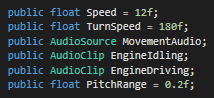 public float Speed = 12f;
public float TurnSpeed = 180f;
public AudioSource MovementAudio;
public AudioClip EngineIdling;
public AudioClip EngineDriving;
public float PitchRange = 0.2f;